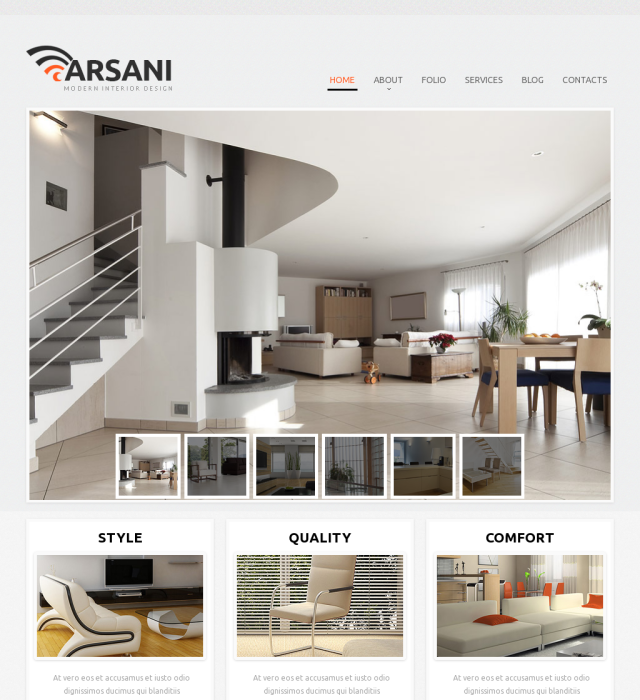 ARSANI
MODERN INTERIOR DESIGN
HOME ABOUT FOLIO SERVICES BLOG CONTACTS
STYLE
QUALITY
COMFORT
At vero eos et accusamus et iusto odio
dignissimos ducimus qui blanditiis
At vero eos et accusamus et iusto odio
dignissimos ducimus qui blanditiis
At vero eos et accusamus et iusto odio
dignissimos ducimus qui blanditiis